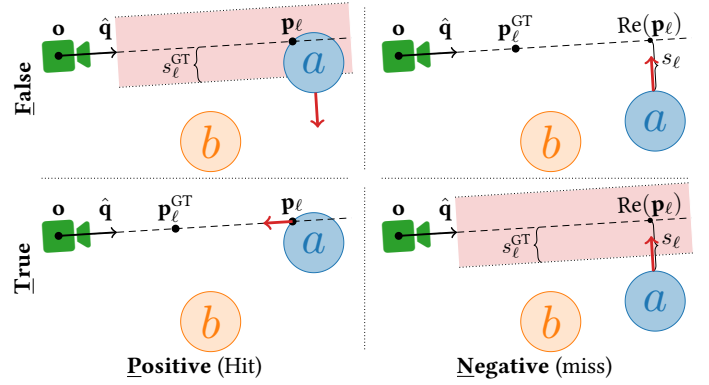 o q̂ p_ℓ
s_ℓ^GT a
b
o q̂ p_ℓ^GT Re(p_ℓ)
s_ℓ
a
b
False
o q̂ p_ℓ^GT p_ℓ
a
b
o q̂ Re(p_ℓ)
s_ℓ^GT s_ℓ
a
b
True
Positive (Hit) Negative (miss)